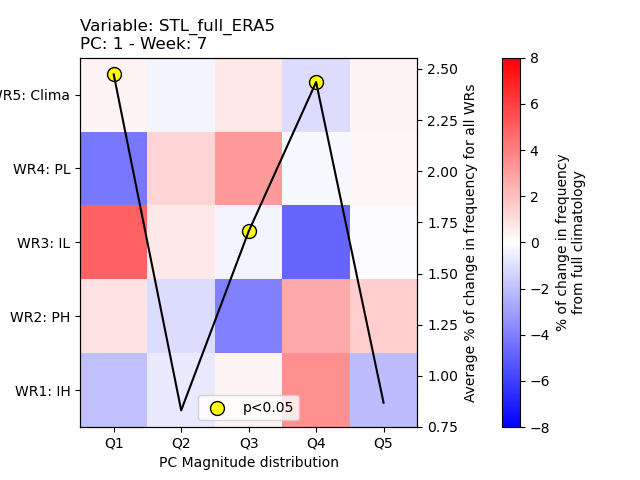 Variable: STL_full_ERA5
PC: 1 - Week: 7
WR5: Clima
WR4: PL
WR3: IL
WR2: PH
WR1: IH
Q1 Q2 Q3 Q4 Q5
PC Magnitude distribution
p<0.05
2.50
2.25
2.00
1.75
1.50
1.25
1.00
0.75
Average % of change in frequency for all WRs
8
6
4
2
0
−2
−4
−6
−8
% of change in frequency
from full climatology